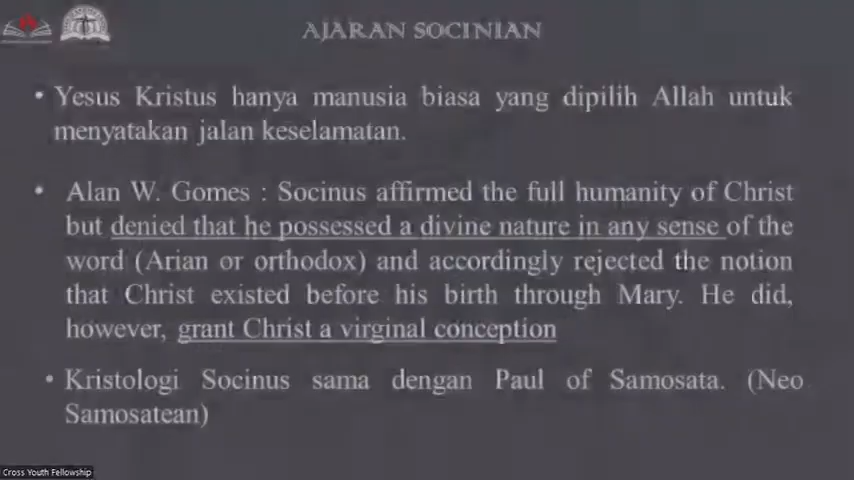 AJARAN SOCINIAN
• Yesus Kristus hanya manusia biasa yang dipilih Allah untuk
menyatakan jalan keselamatan.
• Alan W. Gomes : Socinus affirmed the full humanity of Christ
but denied that he possessed a divine nature in any sense of the
word (Arian or orthodox) and accordingly rejected the notion
that Christ existed before his birth through Mary. He did,
however, grant Christ a virginal conception
• Kristologi Socinus sama dengan Paul of Samosata. (Neo
Samosatean)
Cross Youth Fellowship